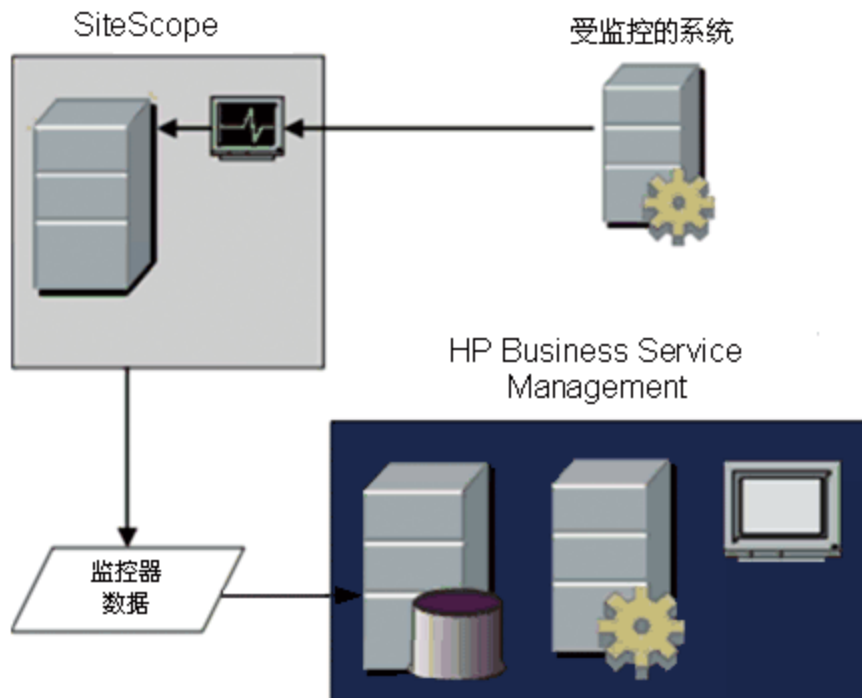 SiteScope
受监控的系统
HP Business Service
Management
监控器
数据